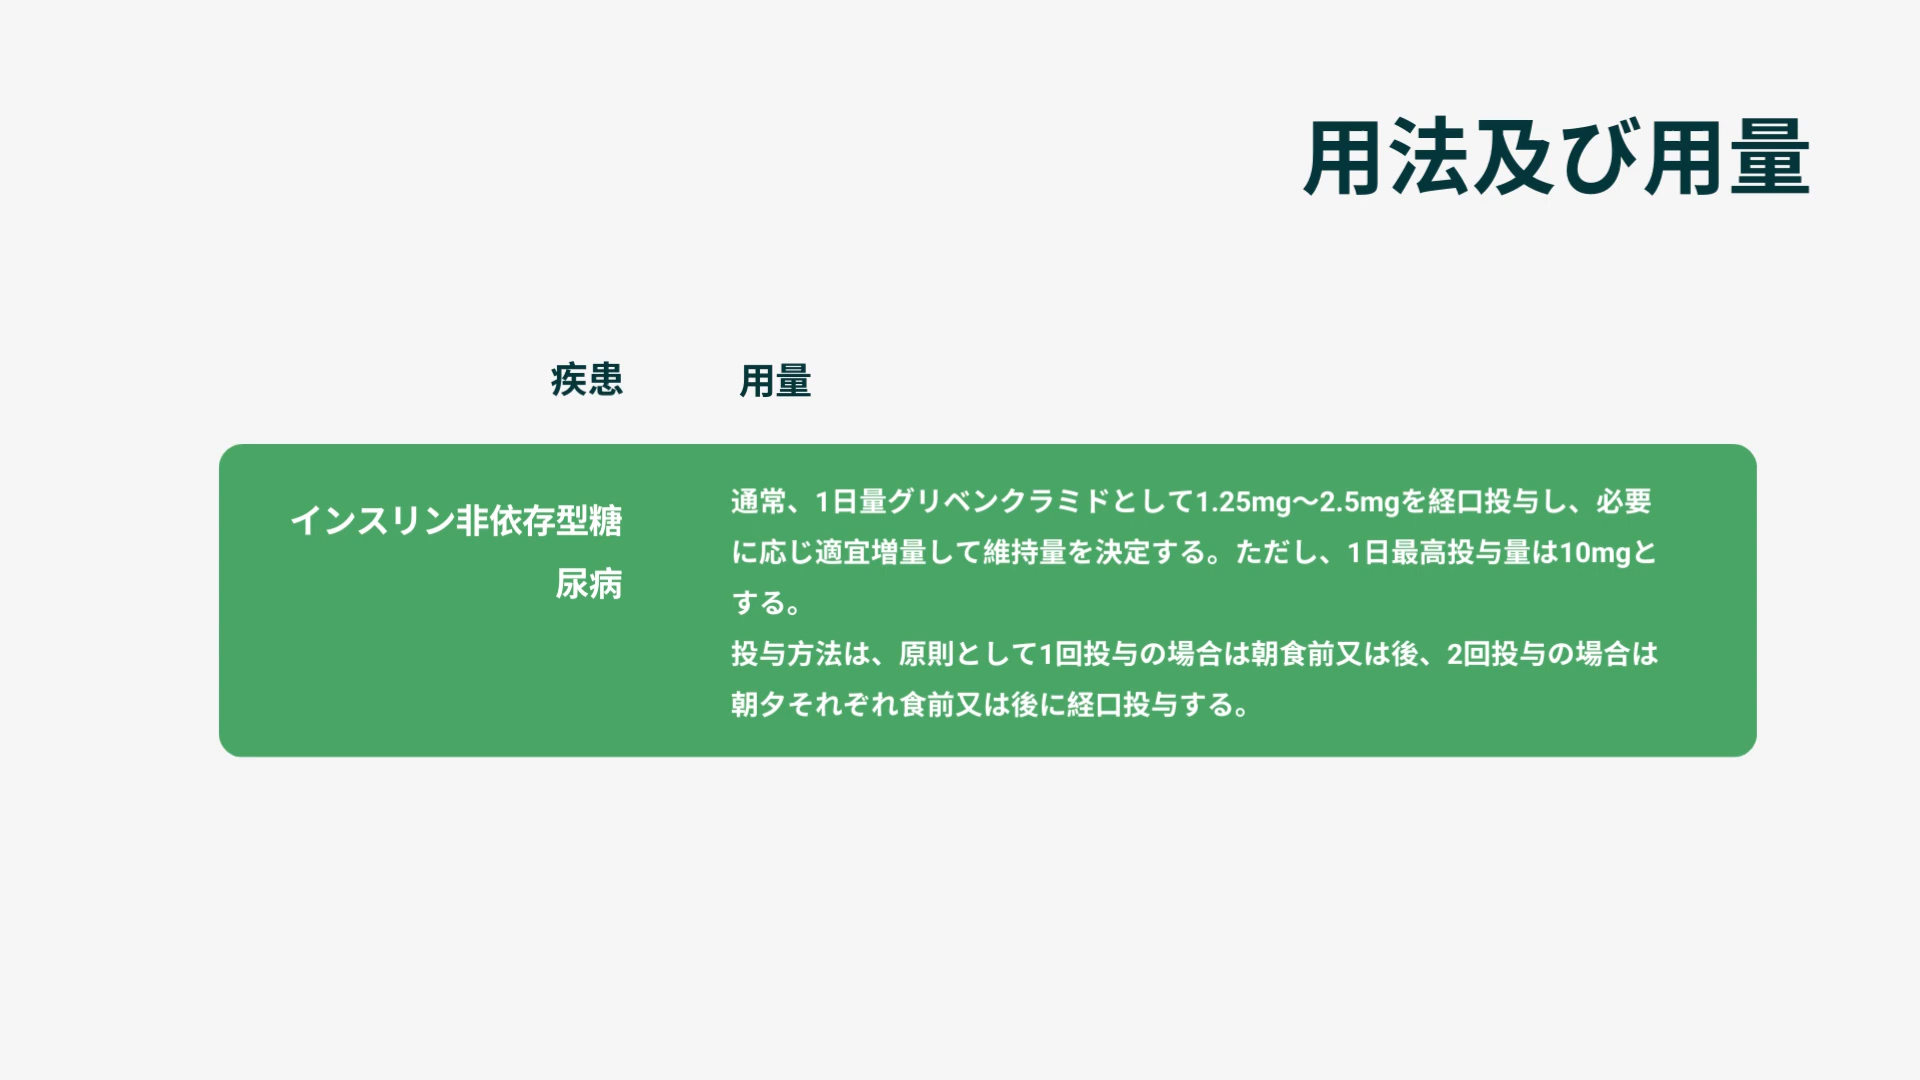 用法及び用量
疾患
用量
インスリン非依存型糖
尿病
通常、1日量グリベンクラミドとして1.25mg〜2.5mgを経口投与し、必要
に応じ適宜増量して維持量を決定する。ただし、1日最高投与量は10mgと
する。
投与方法は、原則として1回投与の場合は朝食前又は後、2回投与の場合は
朝夕それぞれ食前又は後に経口投与する。